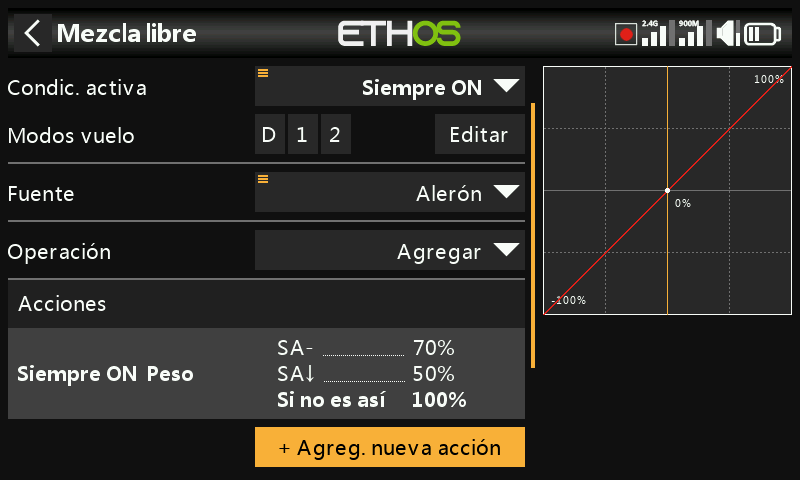 Mezcla libre
ETHOS
2.4G
900M
Condic. activa
Siempre ON
Modos vuelo
D 1 2
Editar
Fuente
Alerón
Operación
Agregar
Acciones
Siempre ON Peso
SA- 70%
SA↓ 50%
Si no es así 100%
+ Agreg. nueva acción
100%
0%
-100%